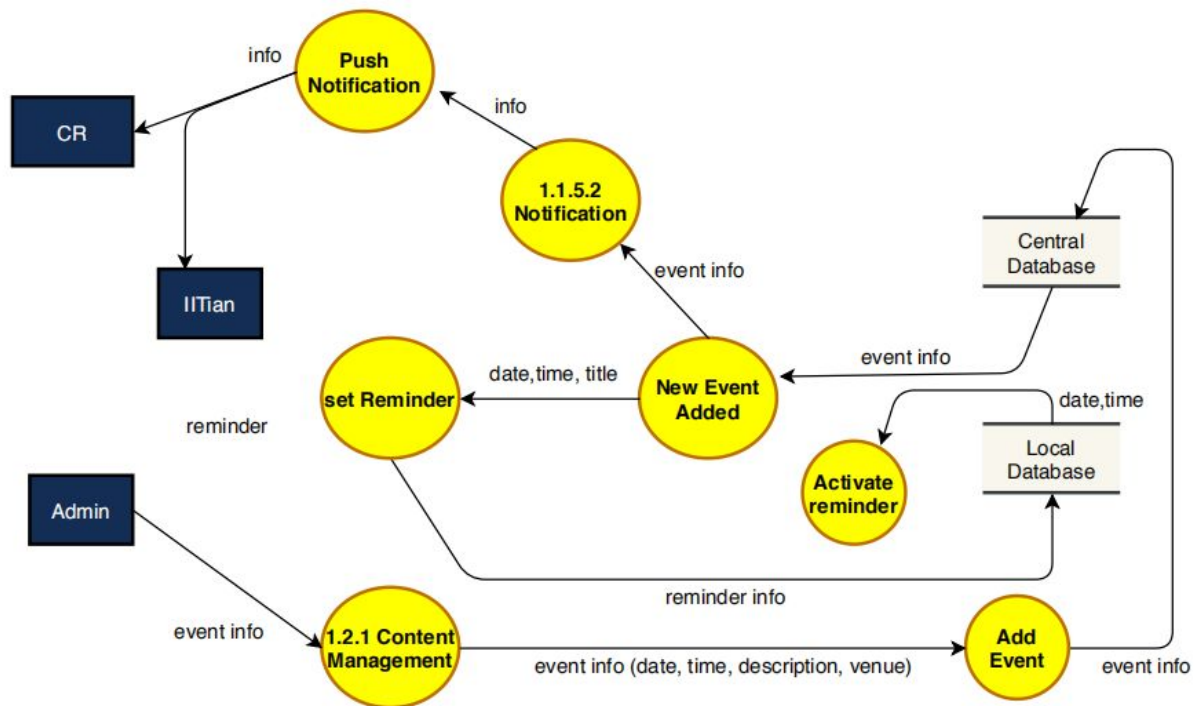 info
Push
Notification
CR
info
1.1.5.2
Notification
Central
Database
event info
IITian
event info
date,time, title
set Reminder
New Event
Added
date,time
reminder
Local
Database
Activate
reminder
Admin
reminder info
event info
1.2.1 Content
Management
event info (date, time, description, venue)
Add
Event
event info